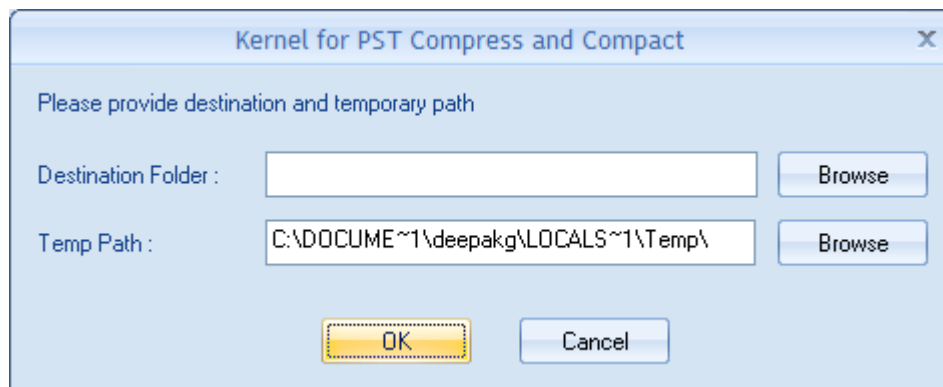 Kernel for PST Compress and Compact
X
Please provide destination and temporary path
Destination Folder : Browse
Temp Path : C:\DOCUME~1\deepakg\LOCALS~1\Temp\ Browse
OK Cancel